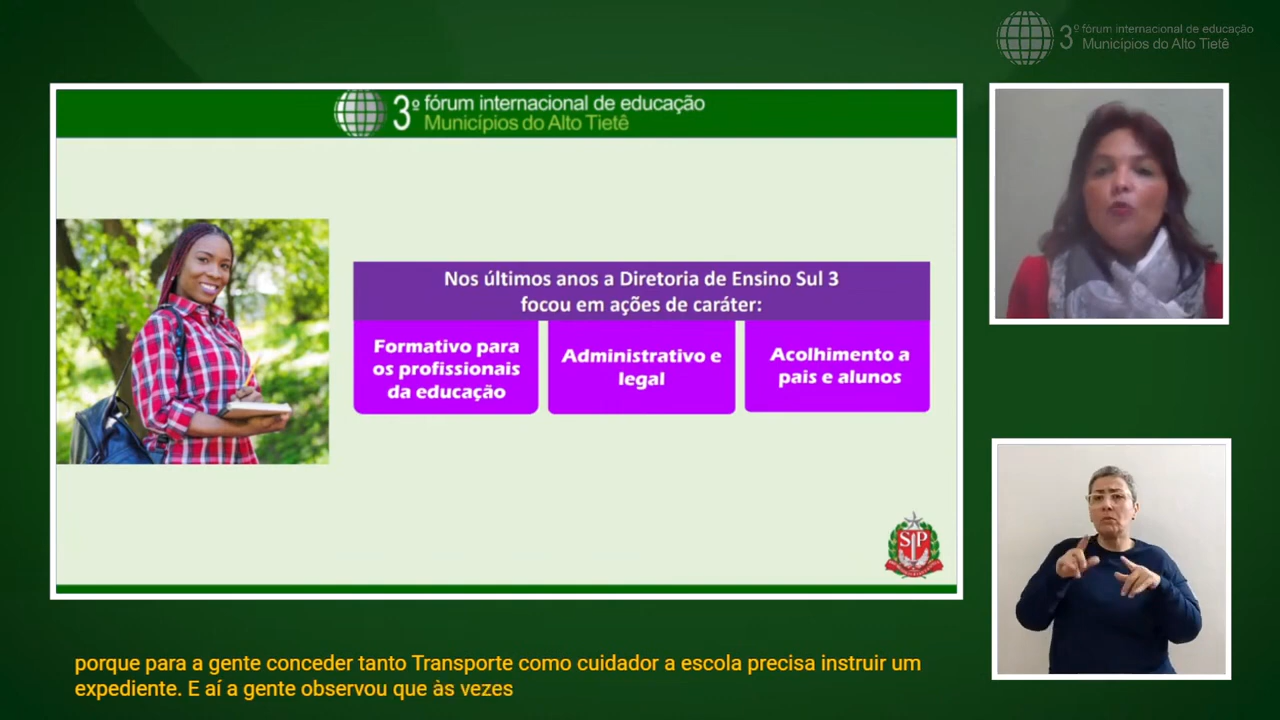 3º fórum internacional de educação
Municípios do Alto Tietê
3º fórum internacional de educação
Municípios do Alto Tietê
Nos últimos anos a Diretoria de Ensino Sul 3
focou em ações de caráter:
Formativo para
os profissionais
da educação
Administrativo e
legal
Acolhimento a
pais e alunos
SP
porque para a gente conceder tanto Transporte como cuidador a escola precisa instruir um
expediente. E aí a gente observou que às vezes